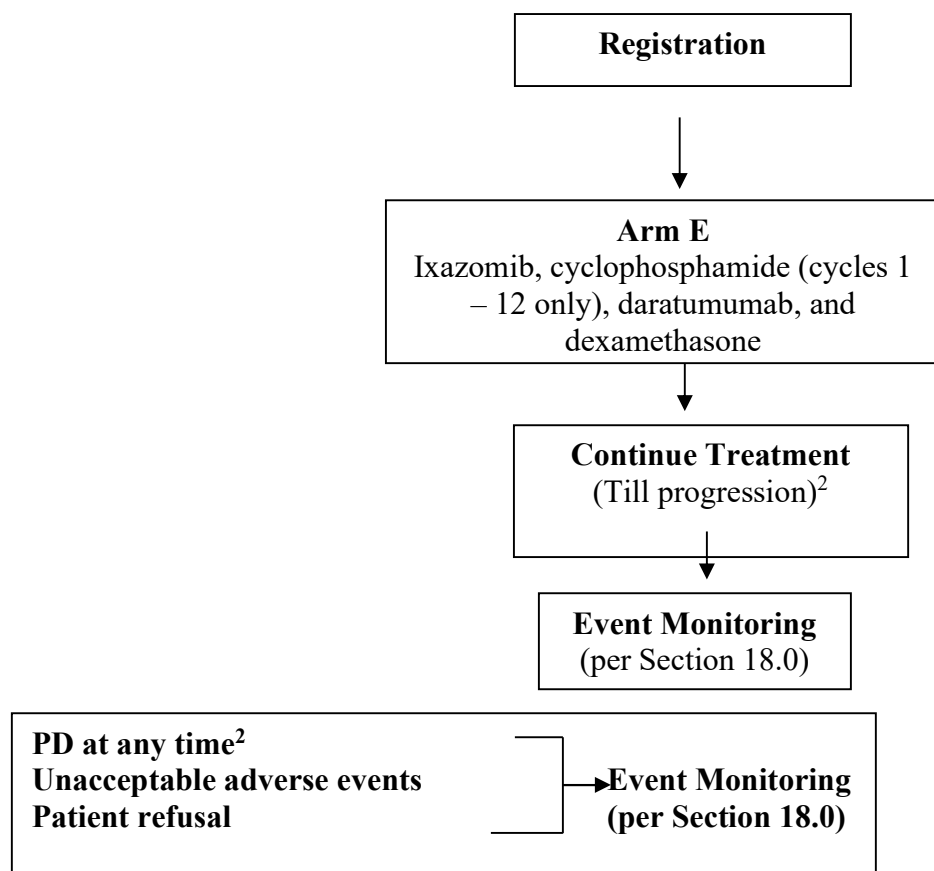 Registration
Arm E
Ixazomib, cyclophosphamide (cycles 1
– 12 only), daratumumab, and
dexamethasone
Continue Treatment
(Till progression)²
Event Monitoring
(per Section 18.0)
PD at any time²
Unacceptable adverse events
Patient refusal
Event Monitoring
(per Section 18.0)